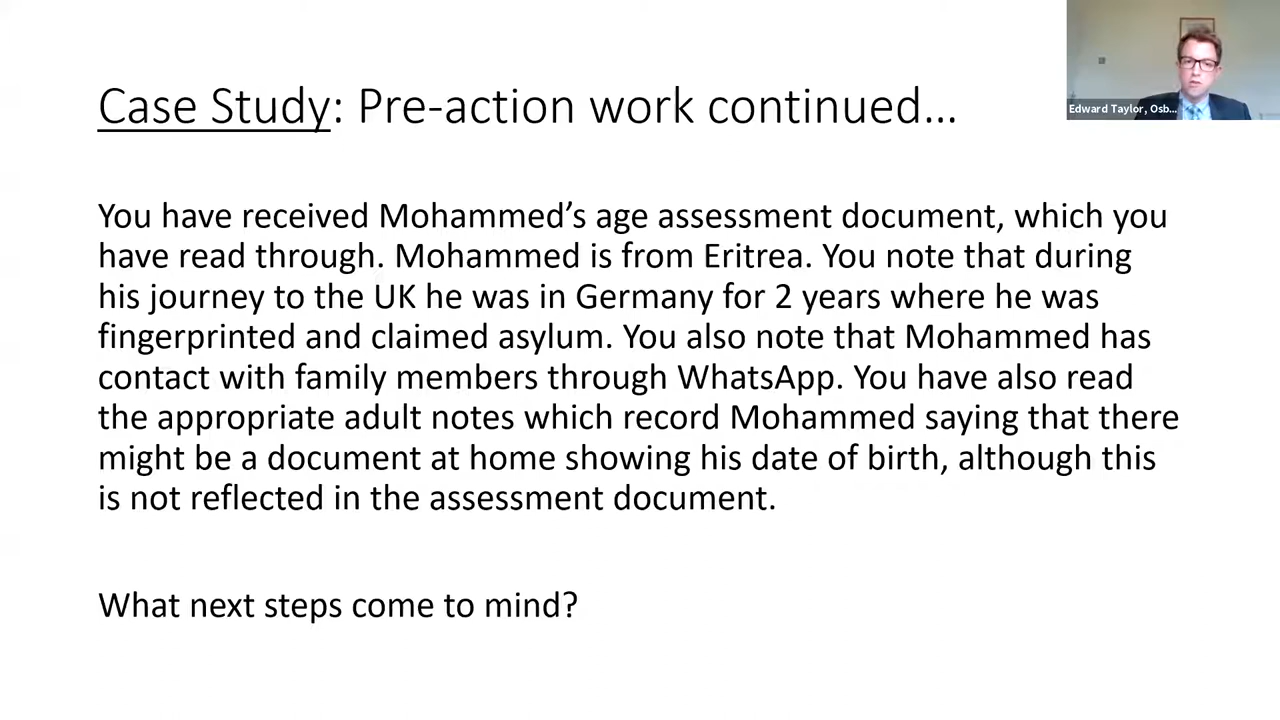 Case Study: Pre-action work continued…
Edward Taylor, Osb...
You have received Mohammed’s age assessment document, which you
have read through. Mohammed is from Eritrea. You note that during
his journey to the UK he was in Germany for 2 years where he was
fingerprinted and claimed asylum. You also note that Mohammed has
contact with family members through WhatsApp. You have also read
the appropriate adult notes which record Mohammed saying that there
might be a document at home showing his date of birth, although this
is not reflected in the assessment document.
What next steps come to mind?